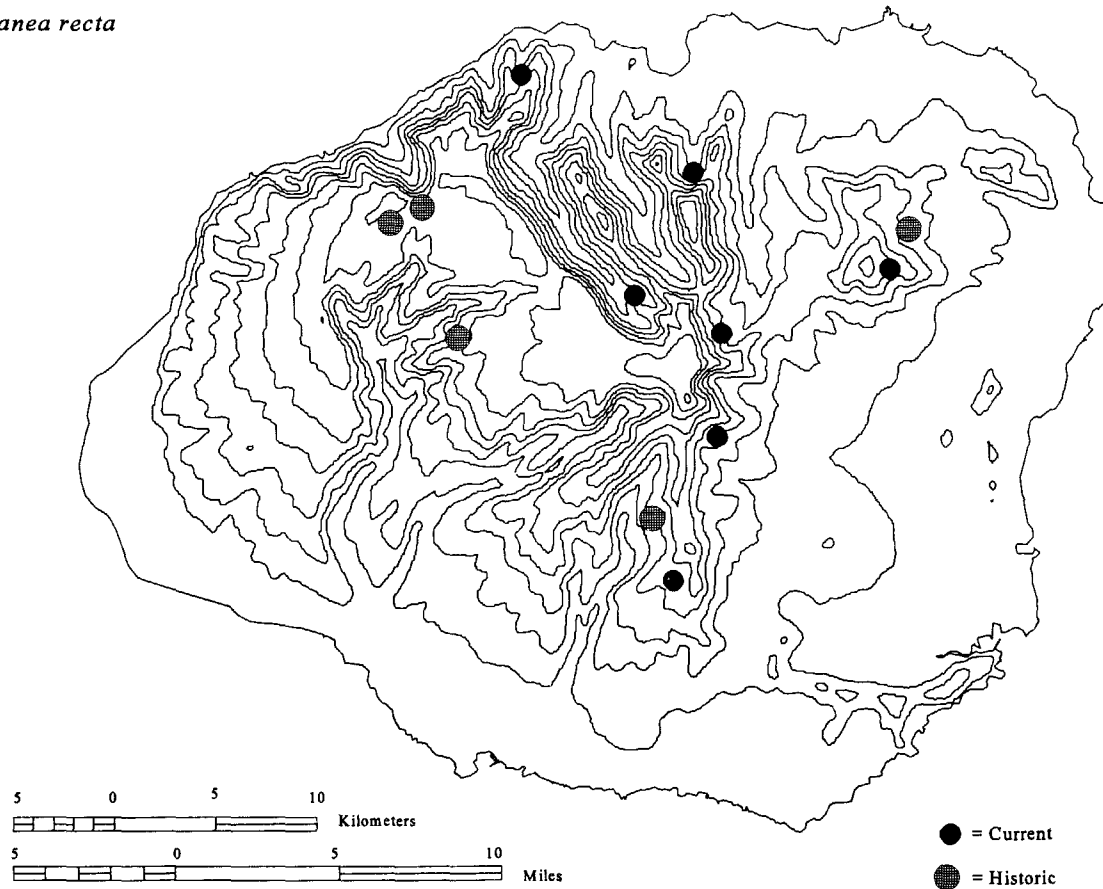 anea recta
5 0 5 10
Kilometers
5 0 5 10
Miles
= Current
= Historic